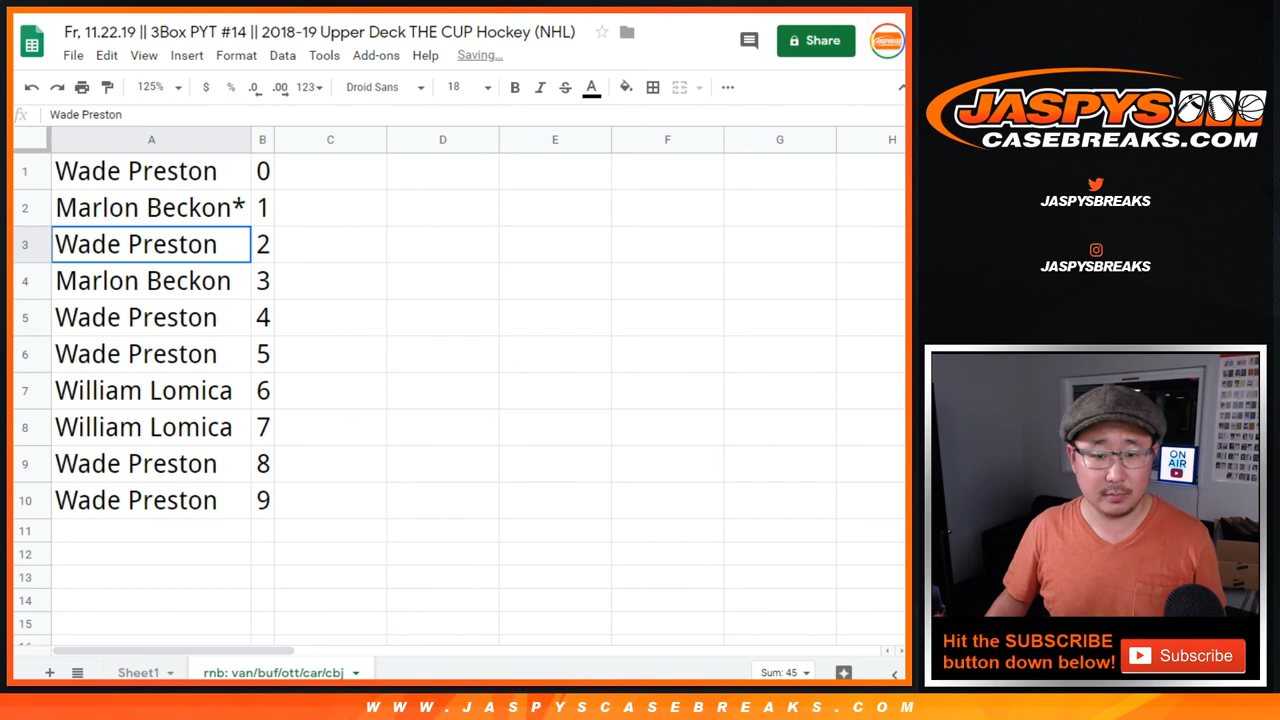 Fr, 11.22.19 || 3Box PYT #14 || 2018-19 Upper Deck THE CUP Hockey (NHL)
File Edit View Insert Format Data Tools Add-ons Help Saving...
Share
125% $ % .0 .00 123 Droid Sans 18 B I S A
fx Wade Preston
A B C D E F G H
1 Wade Preston 0
2 Marlon Beckon* 1
3 Wade Preston 2
4 Marlon Beckon 3
5 Wade Preston 4
6 Wade Preston 5
7 William Lomica 6
8 William Lomica 7
9 Wade Preston 8
10 Wade Preston 9
11
12
13
14
15
Sheet1 rnb: van/buf/ott/car/cbj Sum: 45
JASPYS
CASEBREAKS.COM
JASPYSBREAKS
JASPYSBREAKS
ON
AIR
Hit the SUBSCRIBE
button down below!
Subscribe
WWW.JASPYSCASEBREAKS.COM